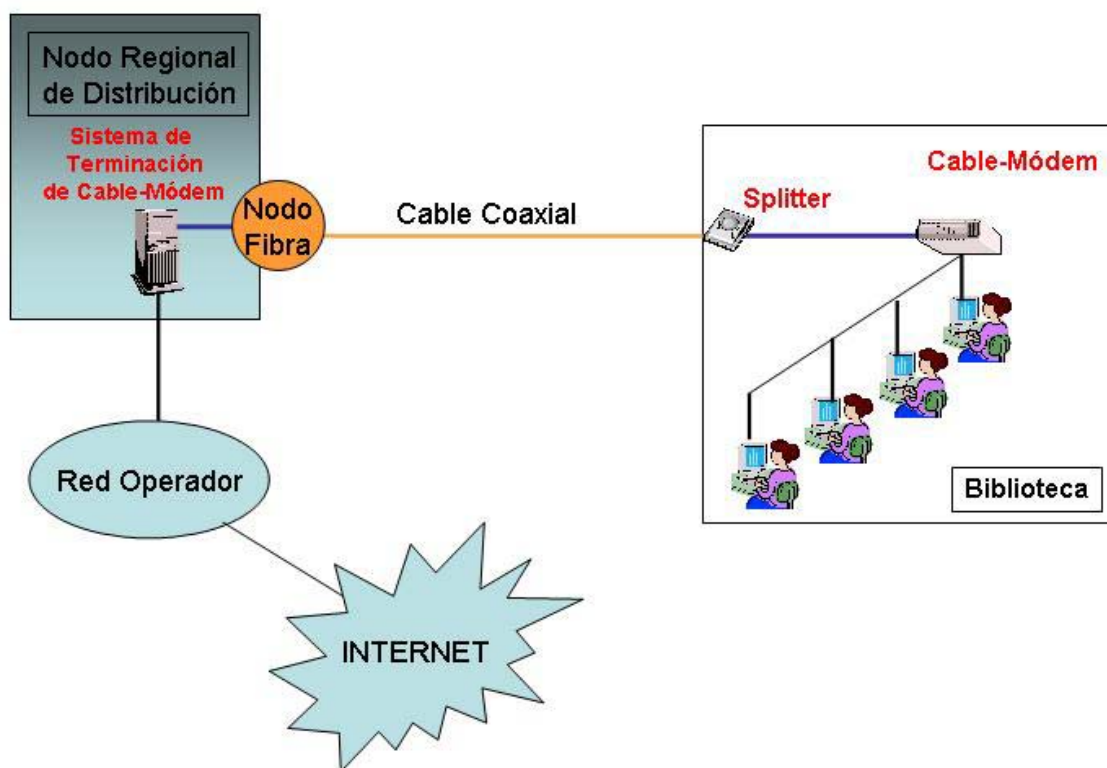 Nodo Regional
de Distribución
Sistema de
Terminación
de Cable-Módem
Nodo
Fibra
Cable Coaxial
Splitter
Cable-Módem
Biblioteca
Red Operador
INTERNET